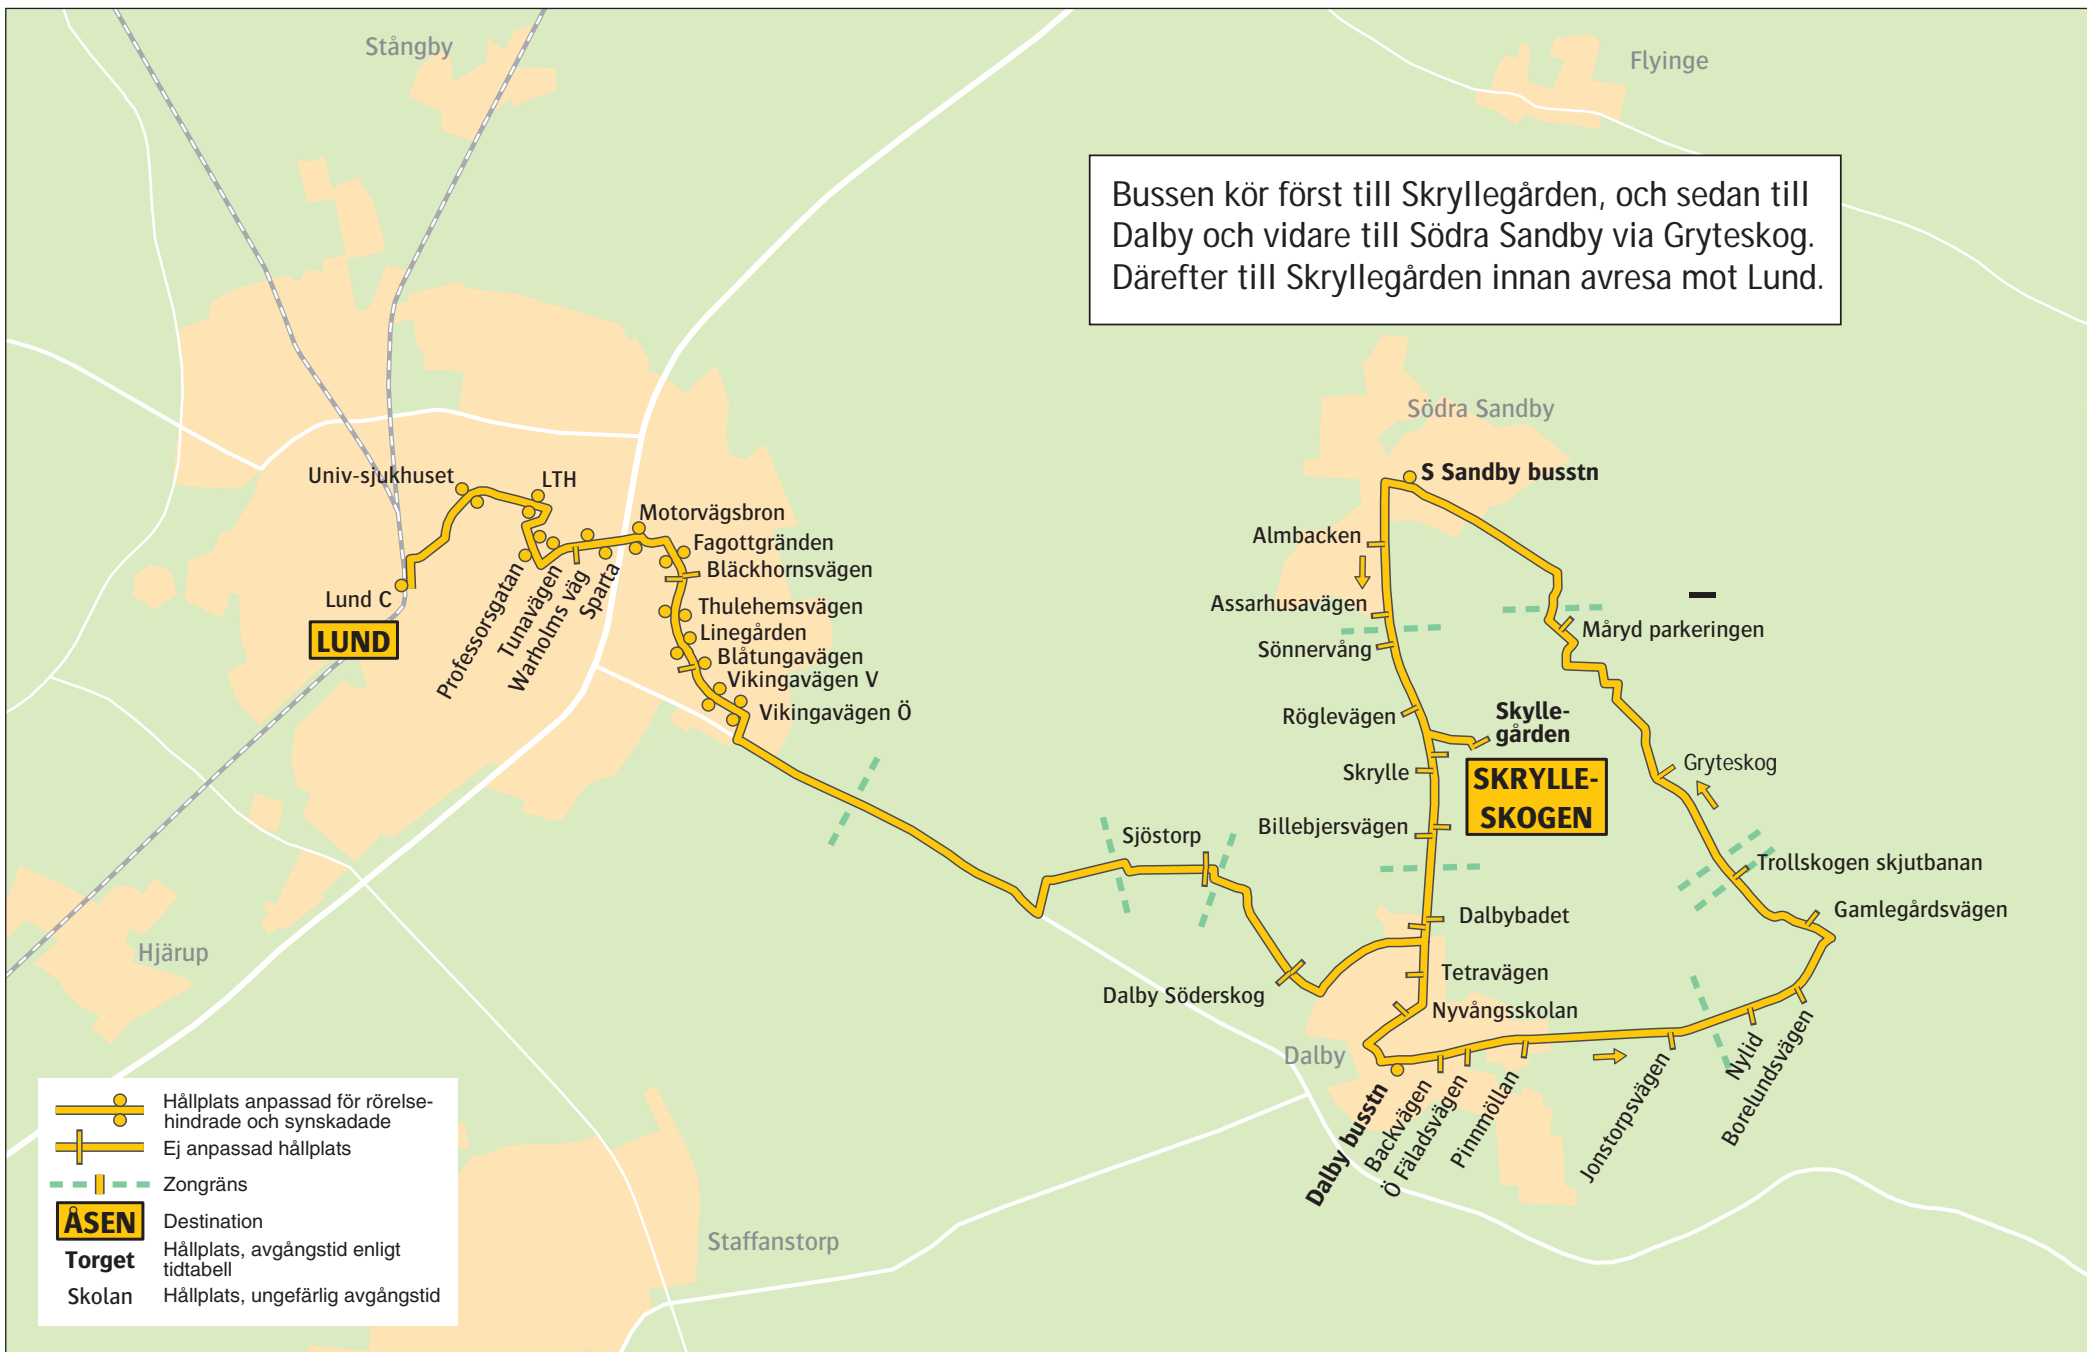 Stångby
Flyinge
Bussen kör först till Skryllegården, och sedan till
Dalby och vidare till Södra Sandby via Gryteskog.
Därefter till Skryllegården innan avresa mot Lund.
Södra Sandby
S Sandby busstn
Univ-sjukhuset
LTH
Motorvägsbron
Fagottgränden
Bläckhornsvägen
Lund C
LUND
Professorsgatan
Tunavägen
Warholms väg
Sparta
Thulehemsvägen
Linegården
Blåtungavägen
Vikingavägen V
Vikingavägen Ö
Almbacken
Assarhusavägen
Sönnervång
Måryd parkeringen
Röglevägen
Skylle-
gården
Skrylle
SKRYLLE-
SKOGEN
Gryteskog
Billebjersvägen
Sjöstorp
Trollskogen skjutbanan
Gamlegårdsvägen
Dalbybadet
Tetravägen
Dalby Söderskog
Nyvångsskolan
Hjärup
Dalby
Dalby busstn
Backvägen
Ö Fäladsvägen
Pinnmöllan
Jonstorpsvägen
Nylid
Borelundsvägen
Staffanstorp
Hållplats anpassad för rörelse-
hindrade och synskadade
Ej anpassad hållplats
Zongräns
ÅSEN Destination
Torget Hållplats, avgångstid enligt
tidtabell
Skolan Hållplats, ungefärlig avgångstid